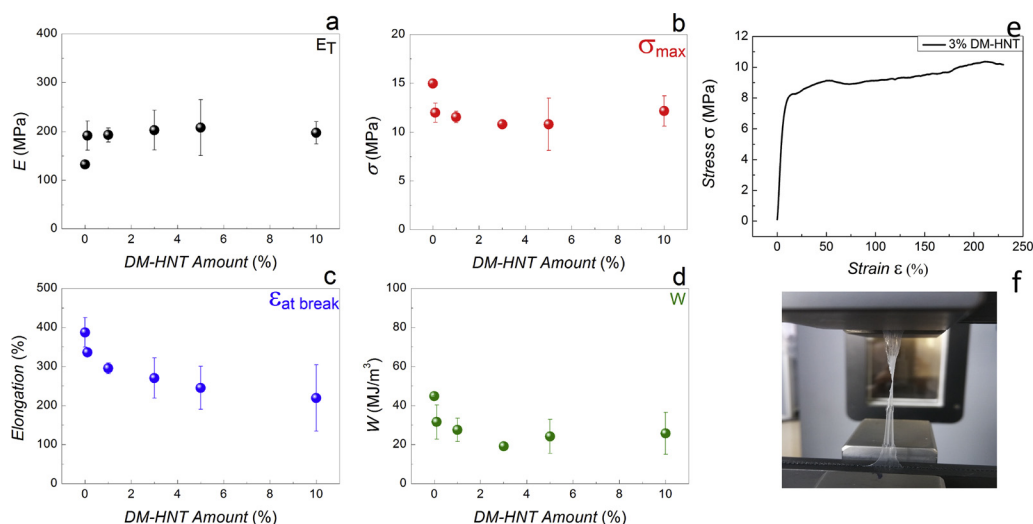 a
E_T
400
300
200
100
0
E (MPa)
0 2 4 6 8 10
DM-HNT Amount (%)
b
σ_max
20
15
10
5
0
σ (MPa)
0 2 4 6 8 10
DM-HNT Amount (%)
e
3% DM-HNT
12
10
8
6
4
2
0
Stress σ (MPa)
0 50 100 150 200 250
Strain ε (%)
c
ε_at break
500
400
300
200
100
0
Elongation (%)
0 2 4 6 8 10
DM-HNT Amount (%)
d
W
100
80
60
40
20
0
W (MJ/m³)
0 2 4 6 8 10
DM-HNT Amount (%)
f